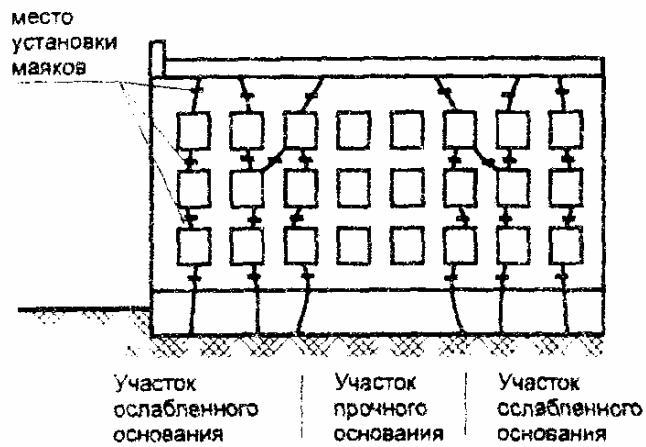 место
установки
маяков
Участок
ослабленного
основания
Участок
прочного
основания
Участок
ослабленного
основания